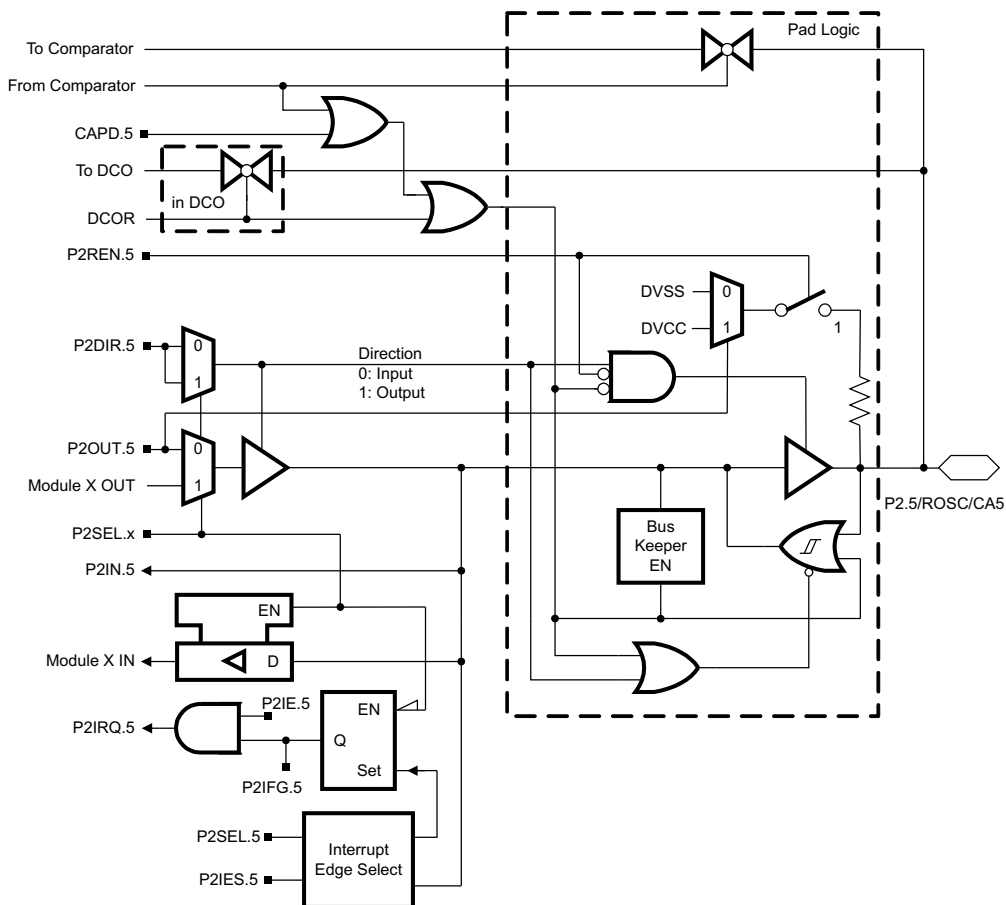 Pad Logic
To Comparator
From Comparator
CAPD.5
To DCO
in DCO
DCOR
P2REN.5
DVSS
0
DVCC
1
1
P2DIR.5
0
1
Direction
0: Input
1: Output
P2OUT.5
0
Module X OUT
1
P2.5/ROSC/CA5
P2SEL.x
Bus
Keeper
EN
P2IN.5
EN
Module X IN
D
P2IE.5
EN
P2IRQ.5
Q
P2IFG.5
Set
P2SEL.5
Interrupt
Edge Select
P2IES.5